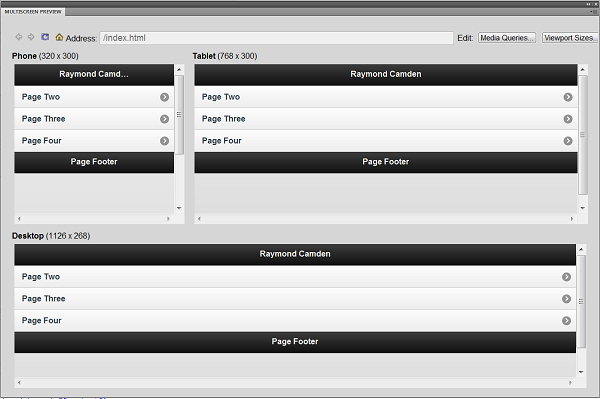 MULTISCREEN PREVIEW
Address: /index.html Edit: Media Queries... Viewport Sizes...
Phone (320 x 300)
Raymond Camd...
Page Two
Page Three
Page Four
Page Footer
Tablet (768 x 300)
Raymond Camden
Page Two
Page Three
Page Four
Page Footer
Desktop (1126 x 268)
Raymond Camden
Page Two
Page Three
Page Four
Page Footer